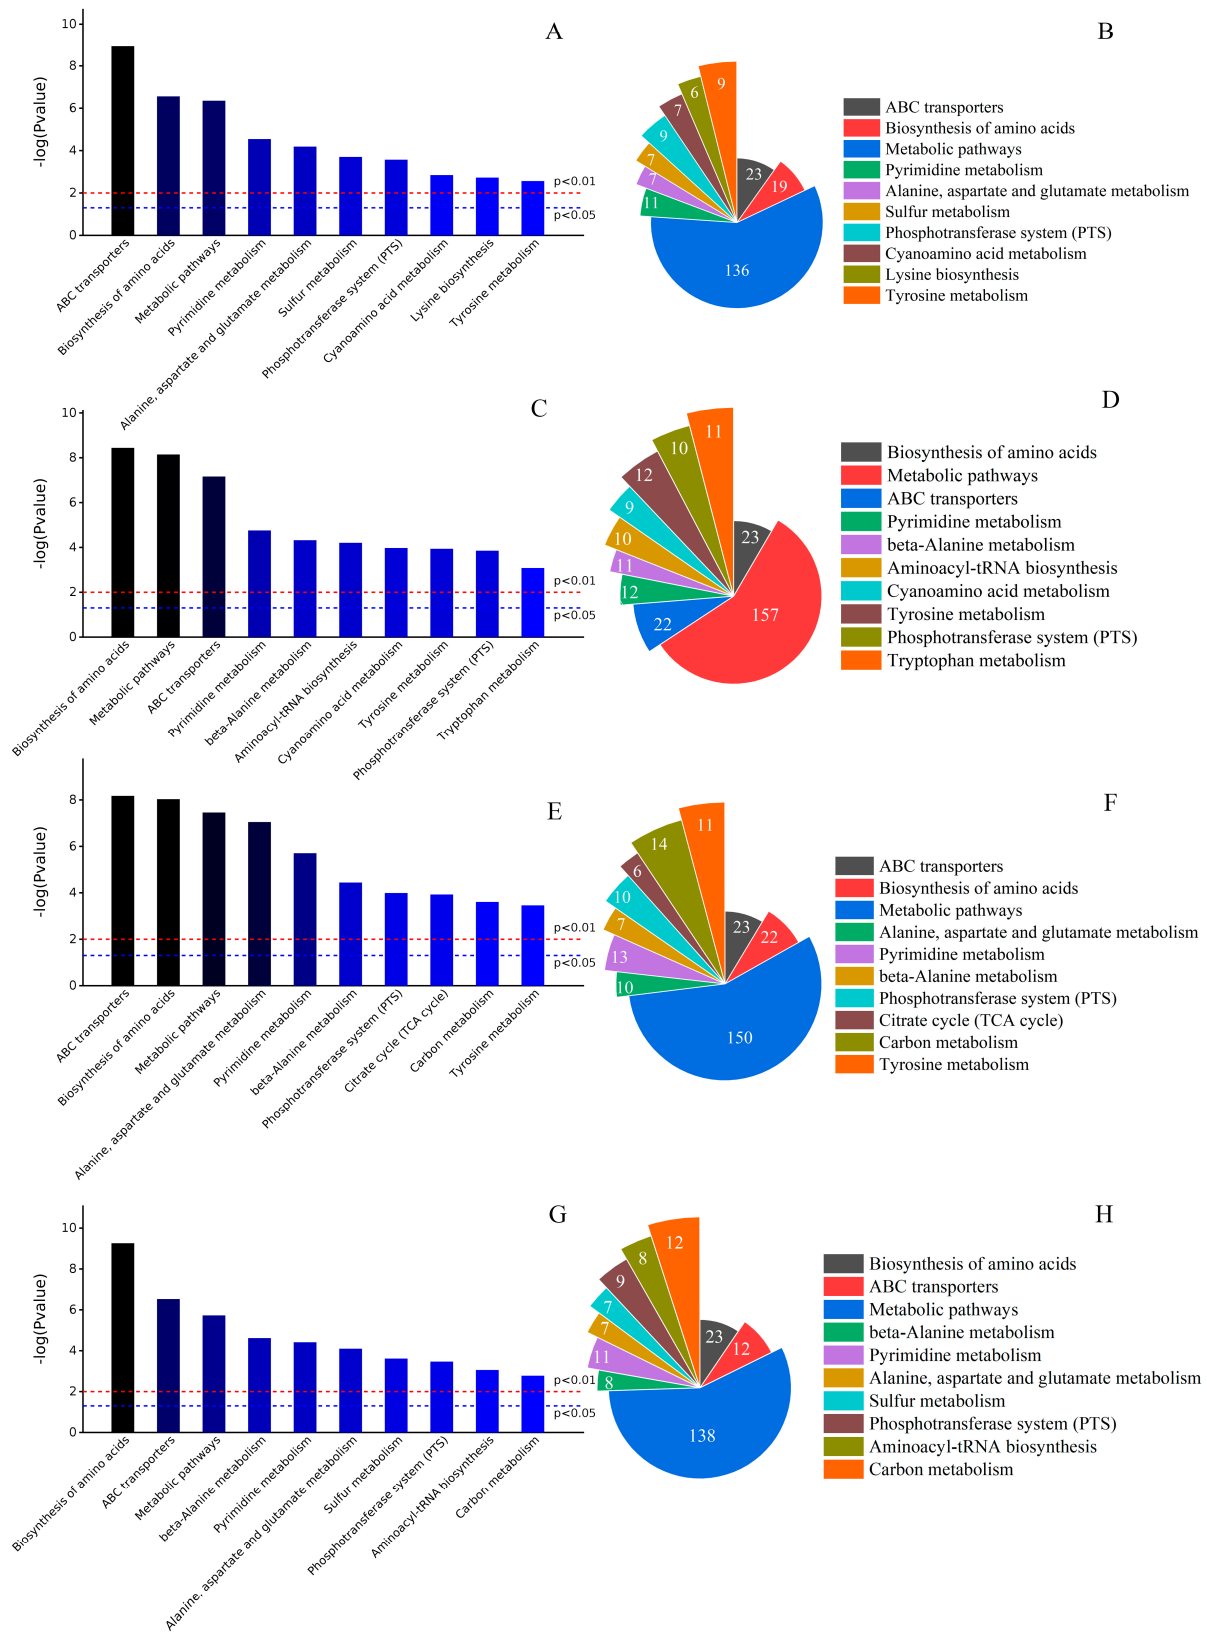 A
-log(Pvalue)
10
8
6
4
2
0
p<0.01
p<0.05
ABC transporters
Biosynthesis of amino acids
Metabolic pathways
Pyrimidine metabolism
Alanine, aspartate and glutamate metabolism
Sulfur metabolism
Phosphotransferase system (PTS)
Cyanoamino acid metabolism
Lysine biosynthesis
Tyrosine metabolism
B
23
19
136
11
7
7
9
7
6
9
ABC transporters
Biosynthesis of amino acids
Metabolic pathways
Pyrimidine metabolism
Alanine, aspartate and glutamate metabolism
Sulfur metabolism
Phosphotransferase system (PTS)
Cyanoamino acid metabolism
Lysine biosynthesis
Tyrosine metabolism
C
-log(Pvalue)
10
8
6
4
2
0
p<0.01
p<0.05
Biosynthesis of amino acids
Metabolic pathways
ABC transporters
Pyrimidine metabolism
beta-Alanine metabolism
Aminoacyl-tRNA biosynthesis
Cyanoamino acid metabolism
Tyrosine metabolism
Phosphotransferase system (PTS)
Tryptophan metabolism
D
23
157
22
12
11
10
9
12
10
11
Biosynthesis of amino acids
Metabolic pathways
ABC transporters
Pyrimidine metabolism
beta-Alanine metabolism
Aminoacyl-tRNA biosynthesis
Cyanoamino acid metabolism
Tyrosine metabolism
Phosphotransferase system (PTS)
Tryptophan metabolism
E
-log(Pvalue)
8
6
4
2
0
p<0.01
p<0.05
ABC transporters
Biosynthesis of amino acids
Metabolic pathways
Alanine, aspartate and glutamate metabolism
Pyrimidine metabolism
beta-Alanine metabolism
Phosphotransferase system (PTS)
Citrate cycle (TCA cycle)
Carbon metabolism
Tyrosine metabolism
F
23
22
150
10
13
7
10
6
14
11
ABC transporters
Biosynthesis of amino acids
Metabolic pathways
Alanine, aspartate and glutamate metabolism
Pyrimidine metabolism
beta-Alanine metabolism
Phosphotransferase system (PTS)
Citrate cycle (TCA cycle)
Carbon metabolism
Tyrosine metabolism
G
-log(Pvalue)
10
8
6
4
2
0
p<0.01
p<0.05
Biosynthesis of amino acids
ABC transporters
Metabolic pathways
beta-Alanine metabolism
Pyrimidine metabolism
Alanine, aspartate and glutamate metabolism
Sulfur metabolism
Phosphotransferase system (PTS)
Aminoacyl-tRNA biosynthesis
Carbon metabolism
H
23
12
138
8
11
7
7
9
8
12
Biosynthesis of amino acids
ABC transporters
Metabolic pathways
beta-Alanine metabolism
Pyrimidine metabolism
Alanine, aspartate and glutamate metabolism
Sulfur metabolism
Phosphotransferase system (PTS)
Aminoacyl-tRNA biosynthesis
Carbon metabolism